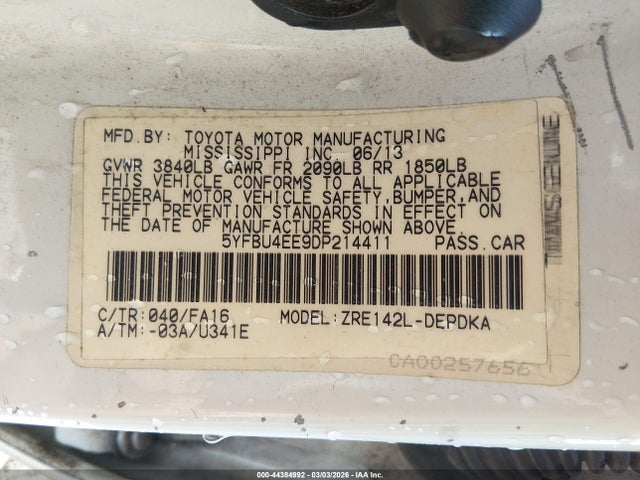 MFD.BY: TOYOTA MOTOR MANUFACTURING
MISSISSIPPI INC. 06/13
GVWR 3840LB GAWR FR 2090LB RR 1850LB
THIS VEHICLE CONFORMS TO ALL APPLICABLE
FEDERAL MOTOR VEHICLE SAFETY,BUMPER,AND
THEFT PREVENTION STANDARDS IN EFFECT ON
THE DATE OF MANUFACTURE SHOWN ABOVE.
5YFBU4EE9DP214411 PASS.CAR
C/TR:040/FA16 MODEL:ZRE142L-DEPDKA
A/TM:-03A/U341E
CA00257656
000-44384992 - 03/03/2026 - IAA Inc.